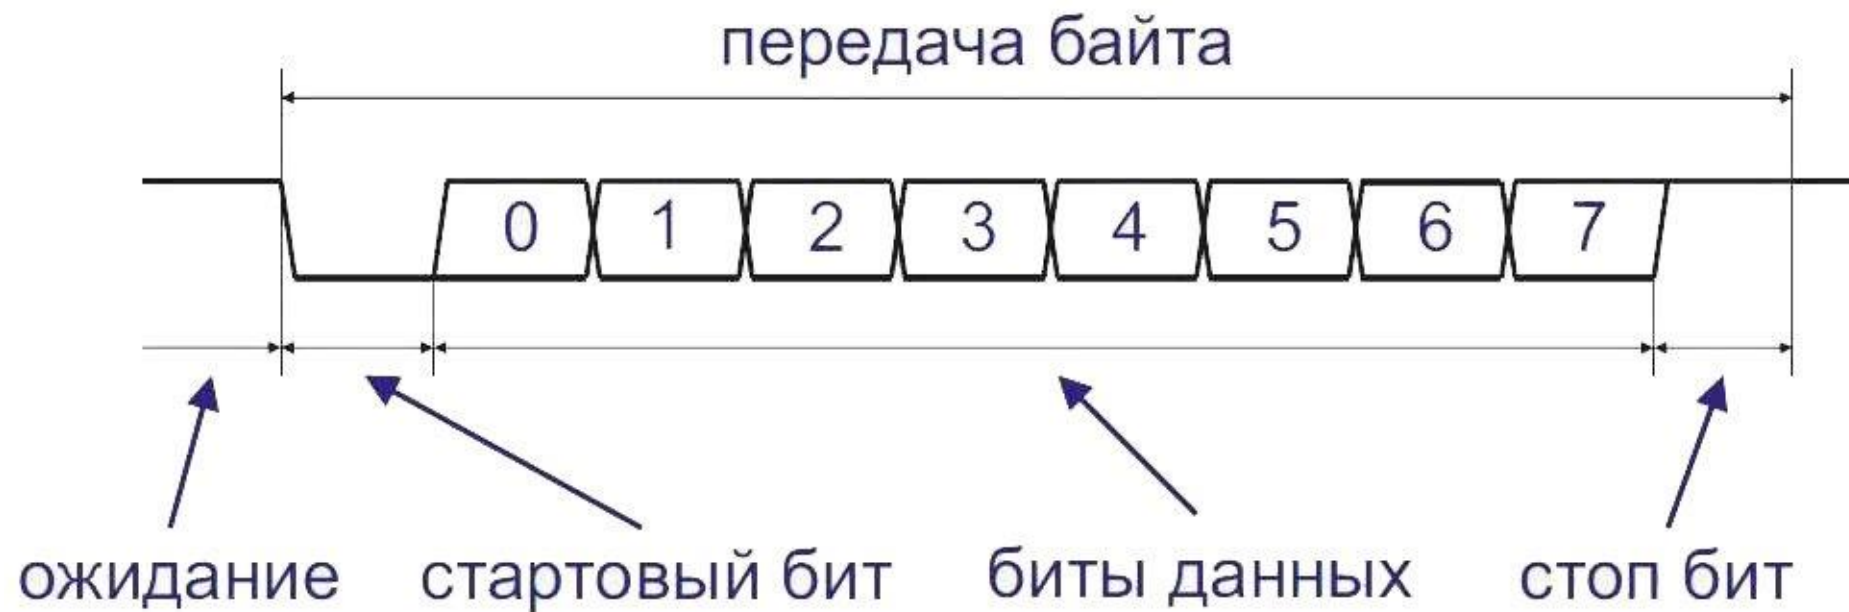 передача байта
0 1 2 3 4 5 6 7
ожидание стартовый бит биты данных стоп бит